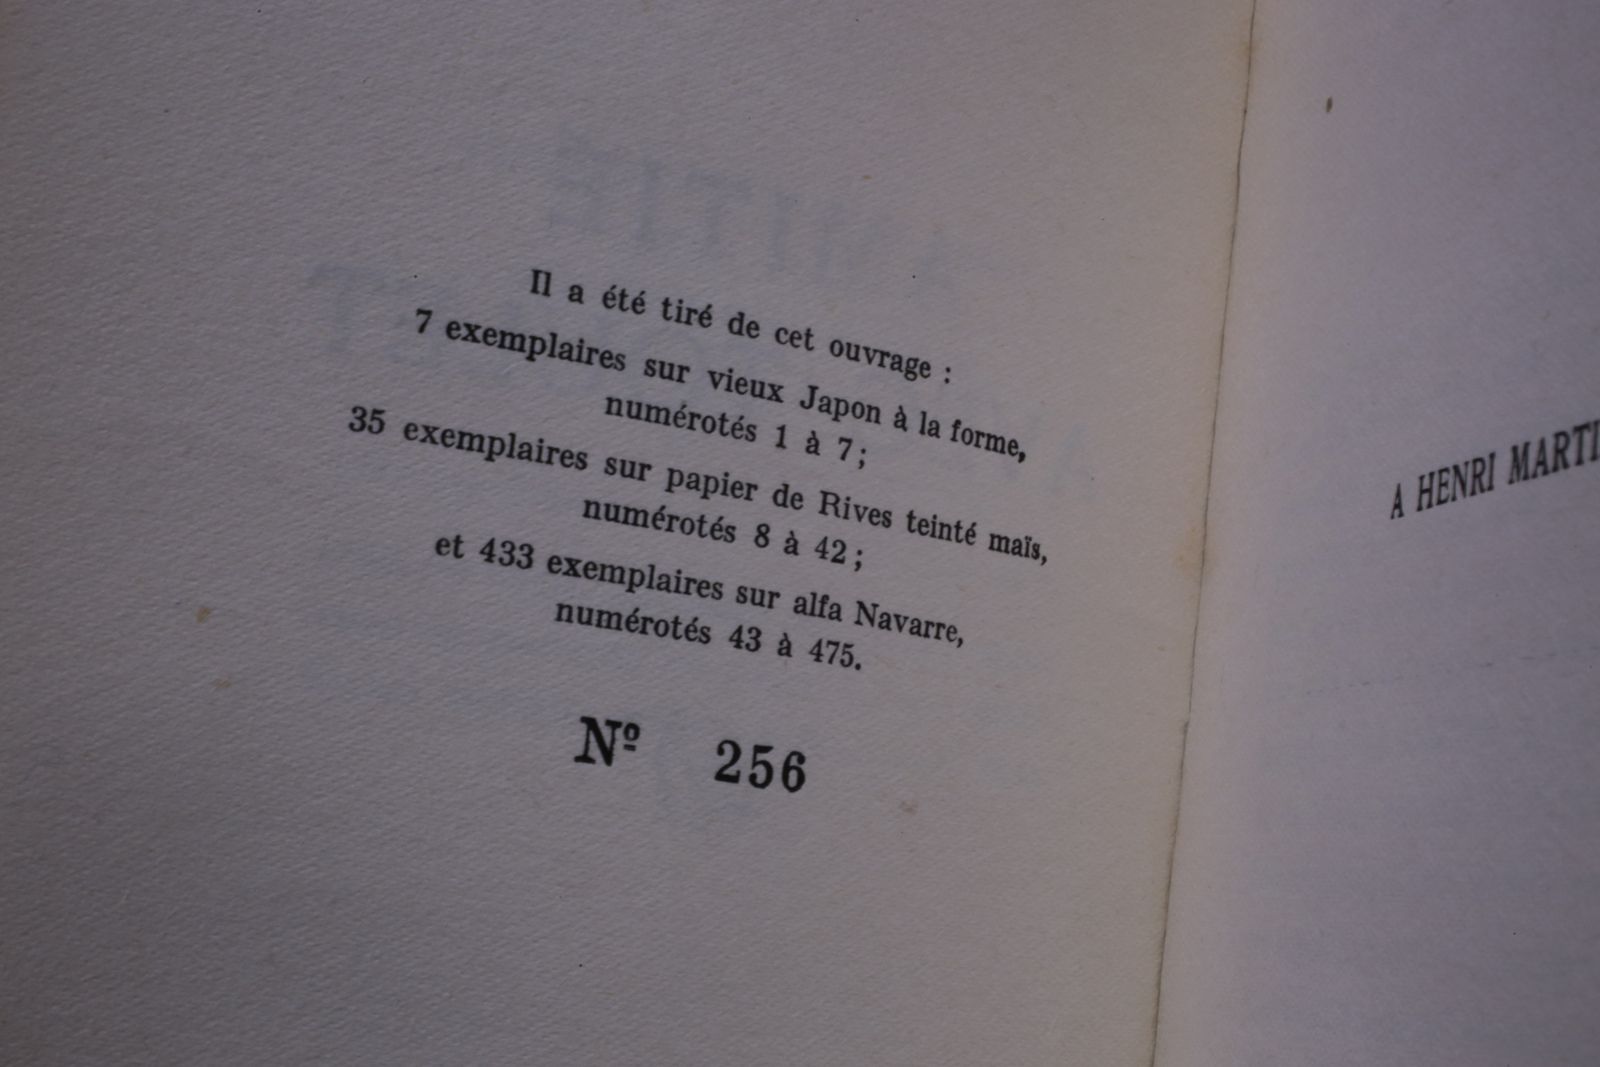 Il a été tiré de cet ouvrage :
7 exemplaires sur vieux Japon à la forme,
numérotés 1 à 7;
35 exemplaires sur papier de Rives teinté maïs,
numérotés 8 à 42;
et 433 exemplaires sur alfa Navarre,
numérotés 43 à 475.
Nº 256
A HENRI MARTI